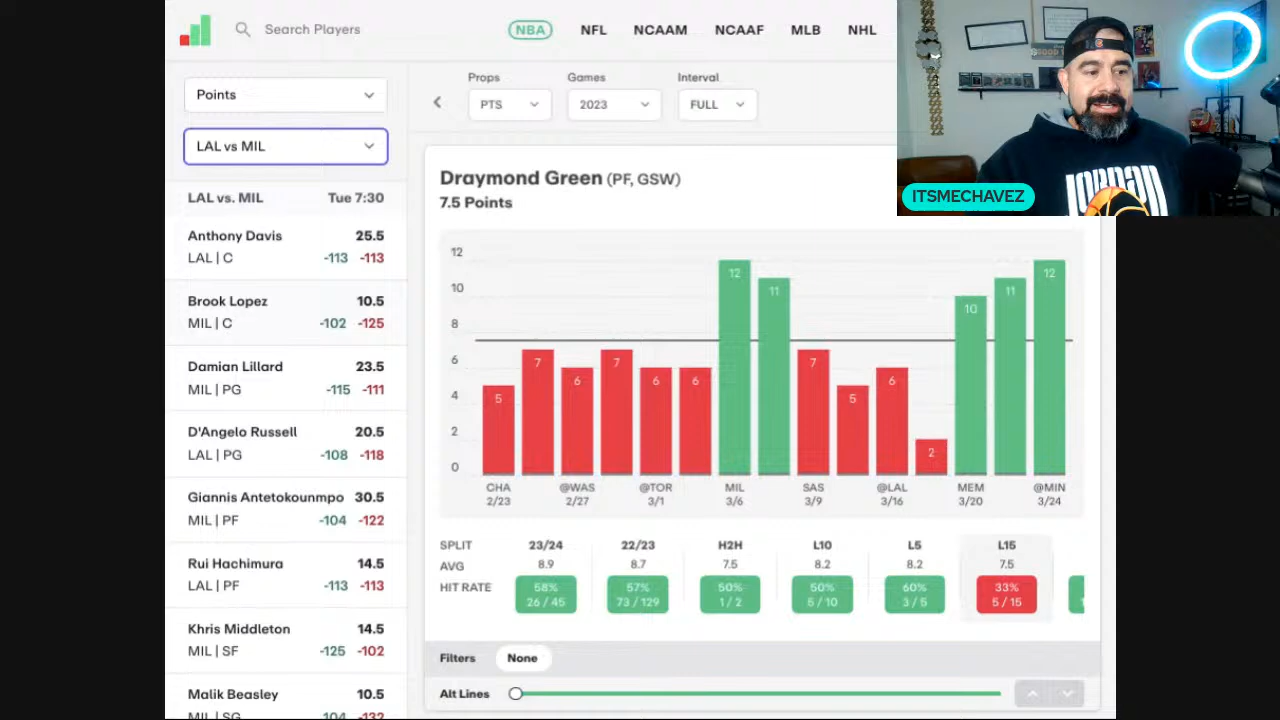 Search Players
NBA NFL NCAAM NCAAF MLB NHL
ITSMECHAVEZ
JORDAN
Points
LAL vs MIL
LAL vs. MIL Tue 7:30
Anthony Davis 25.5
LAL | C -113 -113
Brook Lopez 10.5
MIL | C -102 -125
Damian Lillard 23.5
MIL | PG -115 -111
D'Angelo Russell 20.5
LAL | PG -108 -118
Giannis Antetokounmpo 30.5
MIL | PF -104 -122
Rui Hachimura 14.5
LAL | PF -113 -113
Khris Middleton 14.5
MIL | SF -125 -102
Malik Beasley 10.5
MIL | SG 104 -132
Props Games Interval
PTS 2023 FULL
Draymond Green (PF, GSW)
7.5 Points
12
10
8
6
4
2
0
5 7 6 7 6 6 12 11 7 5 6 2 10 11 12
CHA @WAS @TOR MIL SAS @LAL MEM @MIN
2/23 2/27 3/1 3/6 3/9 3/16 3/20 3/24
SPLIT 23/24 22/23 H2H L10 L5 L15
AVG 8.9 8.7 7.5 8.2 8.2 7.5
HIT RATE 58% 57% 50% 50% 60% 33%
26 / 45 73 / 129 1 / 2 5 / 10 3 / 5 5 / 15
Filters None
Alt Lines